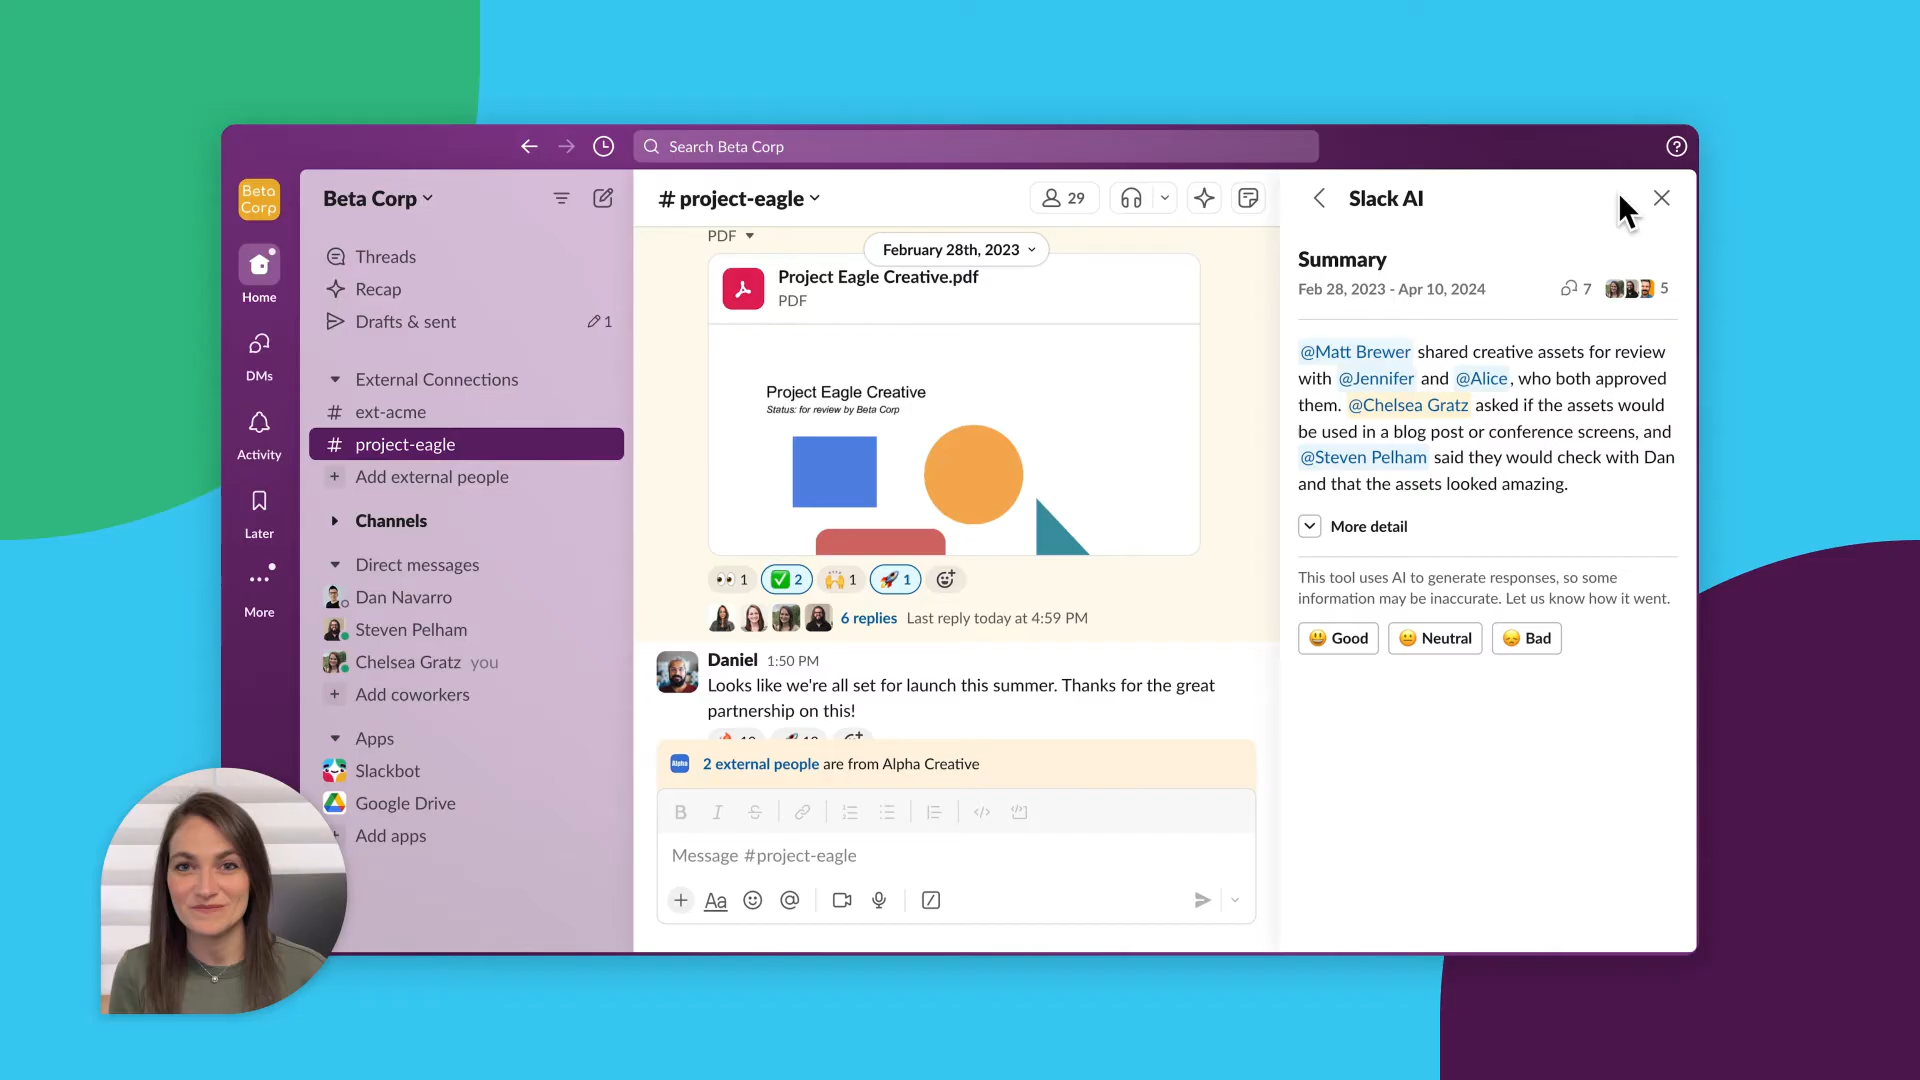 Search Beta Corp
Beta
Corp
Home
DMs
Activity
Later
More
Beta Corp
Threads
Recap
Drafts & sent
1
External Connections
# ext-acme
# project-eagle
+ Add external people
Channels
Direct messages
Dan Navarro
Steven Pelham
Chelsea Gratz you
+ Add coworkers
Apps
Slackbot
Google Drive
Add apps
# project-eagle
29
PDF
February 28th, 2023
Project Eagle Creative.pdf
PDF
Project Eagle Creative
Status: for review by Beta Corp
1
2
1
1
6 replies Last reply today at 4:59 PM
Daniel 1:50 PM
Looks like we're all set for launch this summer. Thanks for the great
partnership on this!
Alpha
2 external people are from Alpha Creative
B I S
Message #project-eagle
+ Aa @
Slack AI
Summary
Feb 28, 2023 - Apr 10, 2024
7
5
@Matt Brewer shared creative assets for review
with @Jennifer and @Alice, who both approved
them. @Chelsea Gratz asked if the assets would
be used in a blog post or conference screens, and
@Steven Pelham said they would check with Dan
and that the assets looked amazing.
More detail
This tool uses AI to generate responses, so some
information may be inaccurate. Let us know how it went.
Good
Neutral
Bad